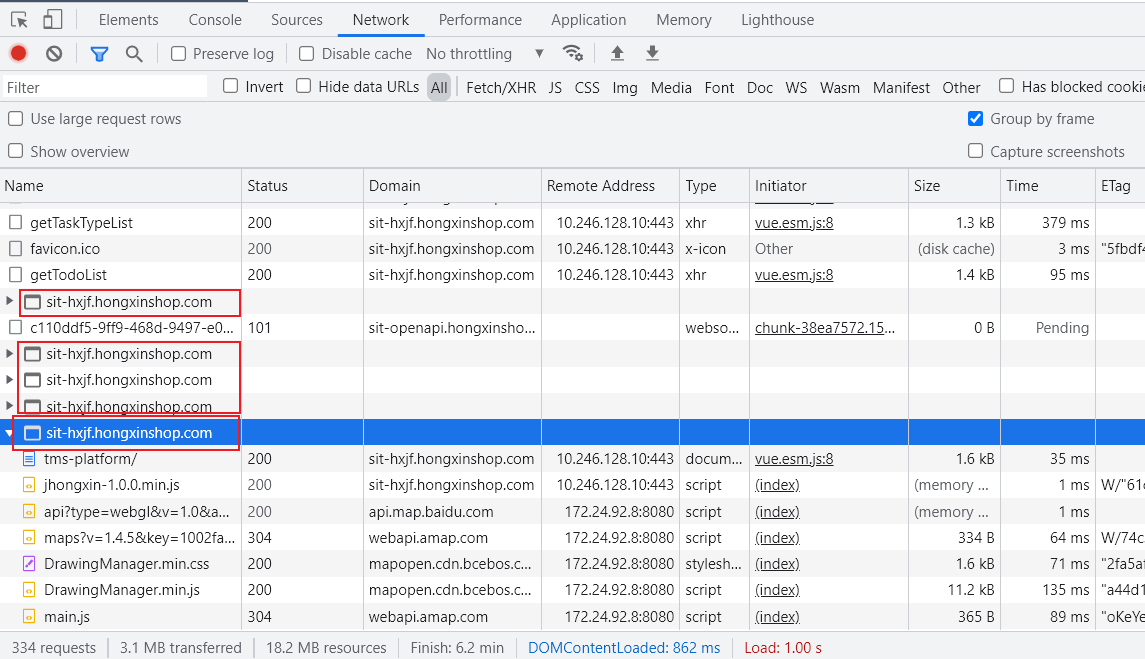 Elements Console Sources Network Performance Application Memory Lighthouse
Preserve log Disable cache No throttling
Filter Invert Hide data URLs All Fetch/XHR JS CSS Img Media Font Doc WS Wasm Manifest Other Has blocked cookie
Use large request rows Group by frame
Show overview Capture screenshots
Name Status Domain Remote Address Type Initiator Size Time ETag
getTaskTypeList 200 sit-hxjf.hongxinshop.com 10.246.128.10:443 xhr vue.esm.js:8 1.3 kB 379 ms
favicon.ico 200 sit-hxjf.hongxinshop.com 10.246.128.10:443 x-icon Other (disk cache) 3 ms "5fbdf4
getTodoList 200 sit-hxjf.hongxinshop.com 10.246.128.10:443 xhr vue.esm.js:8 1.4 kB 95 ms
sit-hxjf.hongxinshop.com
c110ddf5-9ff9-468d-9497-e0... 101 sit-openapi.hongxinsho... webso... chunk-38ea7572.15... 0 B Pending
sit-hxjf.hongxinshop.com
sit-hxjf.hongxinshop.com
sit-hxjf.hongxinshop.com
sit-hxjf.hongxinshop.com
tms-platform/ 200 sit-hxjf.hongxinshop.com 10.246.128.10:443 docum... vue.esm.js:8 1.6 kB 35 ms
jhongxin-1.0.0.min.js 200 sit-hxjf.hongxinshop.com 10.246.128.10:443 script (index) (memory ... 1 ms W/"61
api?type=webgl&v=1.0&a... 200 api.map.baidu.com 172.24.92.8:8080 script (index) (memory ... 1 ms
maps?v=1.4.5&key=1002fa... 304 webapi.amap.com 172.24.92.8:8080 script (index) 334 B 64 ms W/74c
DrawingManager.min.css 200 mapopen.cdn.bcebos.c... 172.24.92.8:8080 stylesh... (index) 1.6 kB 71 ms "2fa5af
DrawingManager.min.js 200 mapopen.cdn.bcebos.c... 172.24.92.8:8080 script (index) 11.2 kB 135 ms "a44d1
main.js 304 webapi.amap.com 172.24.92.8:8080 script (index) 365 B 89 ms "oKeYe
334 requests 3.1 MB transferred 18.2 MB resources Finish: 6.2 min DOMContentLoaded: 862 ms Load: 1.00 s